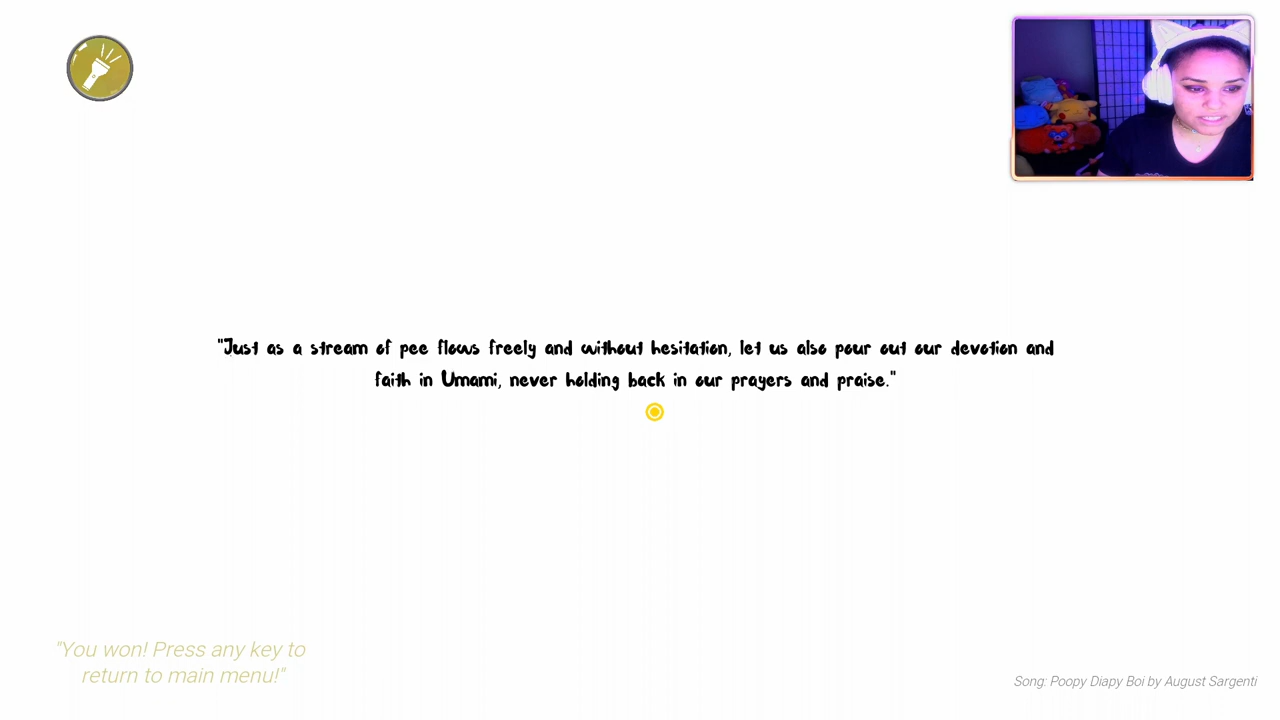 "Just as a stream of pee flows freely and without hesitation, let us also pour out our devotion and
faith in Umami, never holding back in our prayers and praise."
"You won! Press any key to
return to main menu!"
Song: Poopy Diapy Boi by August Sargenti